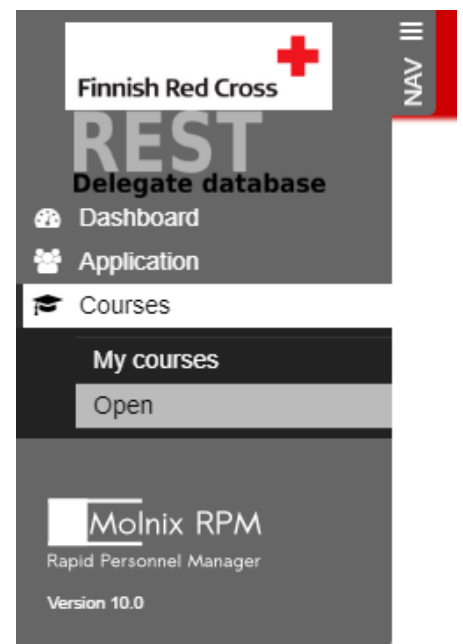 Finnish Red Cross
NAV
REST
Delegate database
Dashboard
Application
Courses
My courses
Open
Molnix RPM
Rapid Personnel Manager
Version 10.0